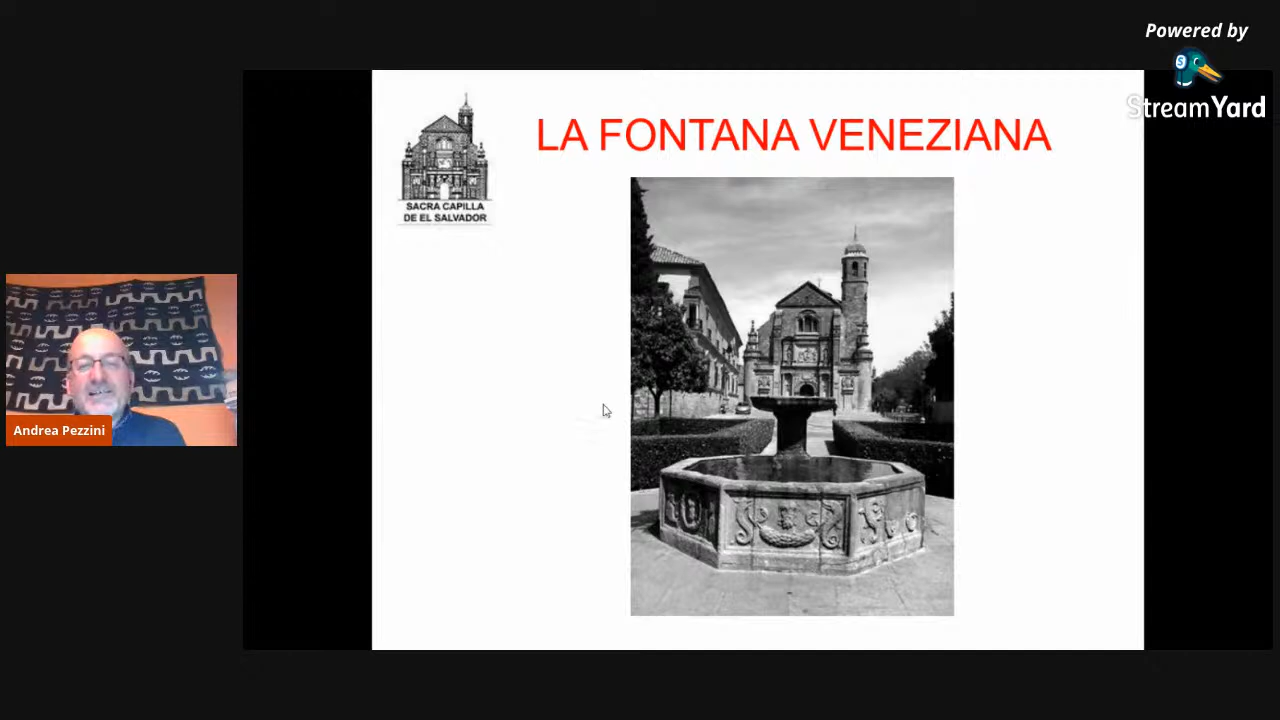 Powered by
StreamYard
LA FONTANA VENEZIANA
SACRA CAPILLA
DE EL SALVADOR
Andrea Pezzini